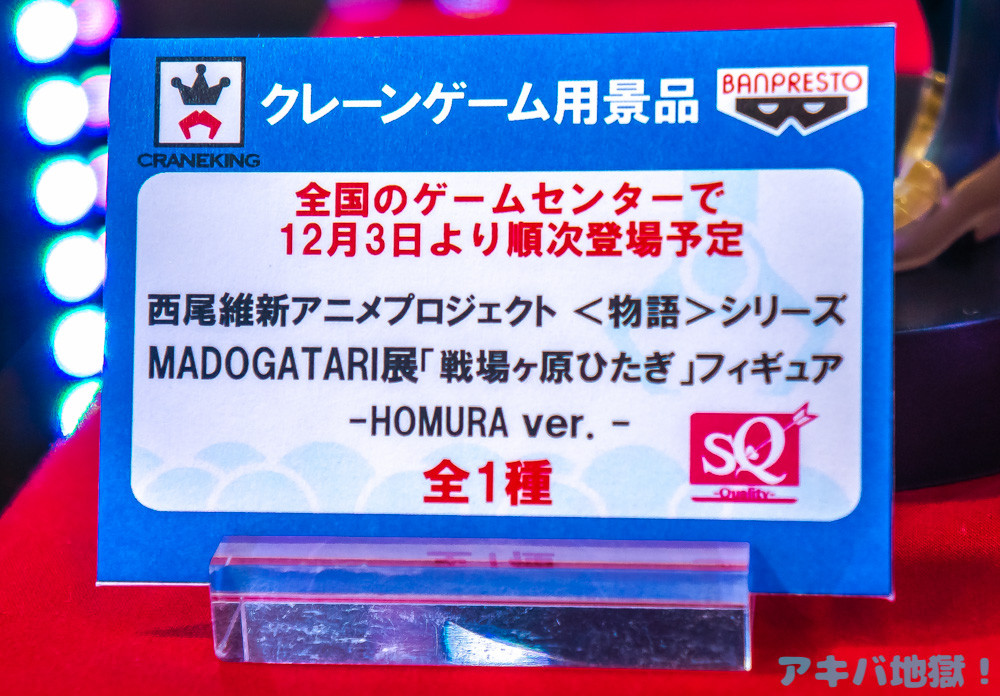 CRANEKING
クレーンゲーム用景品
BANPRESTO
全国のゲームセンターで
12月3日より順次登場予定
西尾維新アニメプロジェクト <物語>シリーズ
MADOGATARI展「戦場ヶ原ひたぎ」フィギュア
-HOMURA ver. -
全1種
SQ
-Quality-
アキバ地獄！